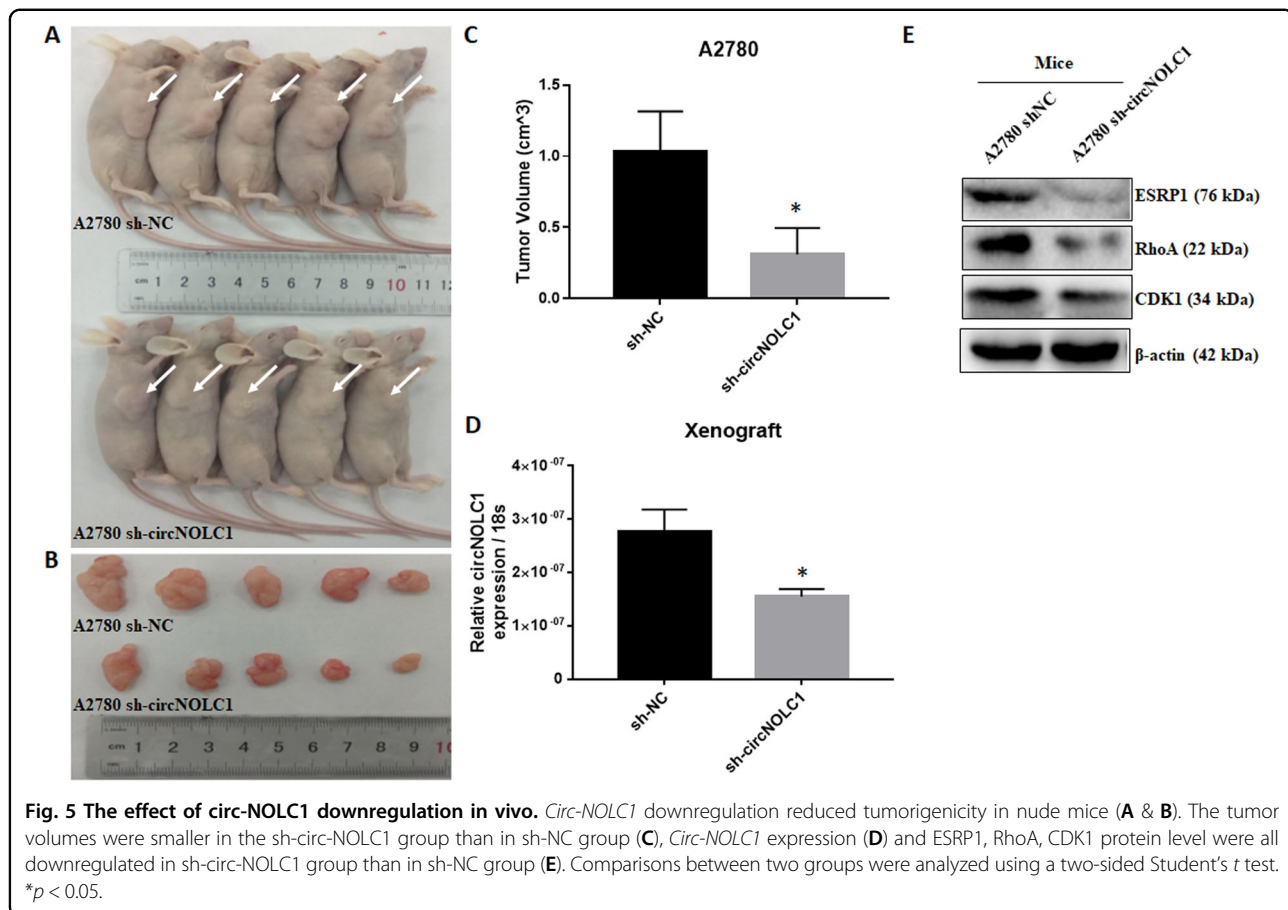 A
A2780 sh-NC
cm 1 2 3 4 5 6 7 8 9 10 11 12
A2780 sh-circNOLC1
B
A2780 sh-NC
A2780 sh-circNOLC1
cm 1 2 3 4 5 6 7 8 9 10
C
A2780
Tumor Volume (cm^3)
1.5
1.0
0.5
0.0
*
sh-NC
sh-circNOLC1
D
Xenograft
Relative circNOLC1
expression / 18s
4×10⁻⁰⁷
3×10⁻⁰⁷
2×10⁻⁰⁷
1×10⁻⁰⁷
0
*
sh-NC
sh-circNOLC1
E
Mice
A2780 shNC
A2780 sh-circNOLC1
ESRP1 (76 kDa)
RhoA (22 kDa)
CDK1 (34 kDa)
β-actin (42 kDa)
Fig. 5 The effect of circ-NOLC1 downregulation in vivo. Circ-NOLC1 downregulation reduced tumorigenicity in nude mice (A & B). The tumor
volumes were smaller in the sh-circ-NOLC1 group than in sh-NC group (C), Circ-NOLC1 expression (D) and ESRP1, RhoA, CDK1 protein level were all
downregulated in sh-circ-NOLC1 group than in sh-NC group (E). Comparisons between two groups were analyzed using a two-sided Student's t test.
*p < 0.05.